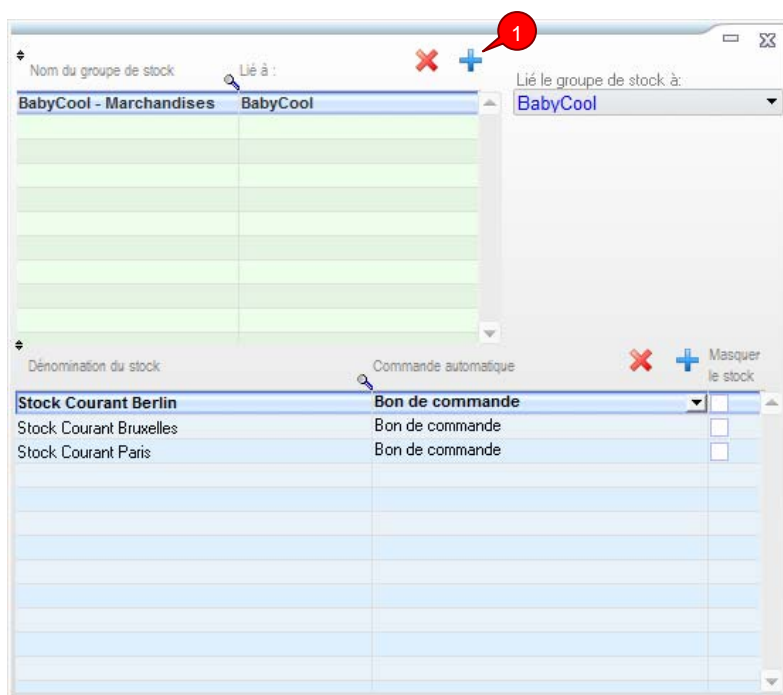 1
Nom du groupe de stock Lié à :
Lié le groupe de stock à:
BabyCool - Marchandises BabyCool
BabyCool
Dénomination du stock Commande automatique Masquer
le stock
Stock Courant Berlin Bon de commande
Stock Courant Bruxelles Bon de commande
Stock Courant Paris Bon de commande